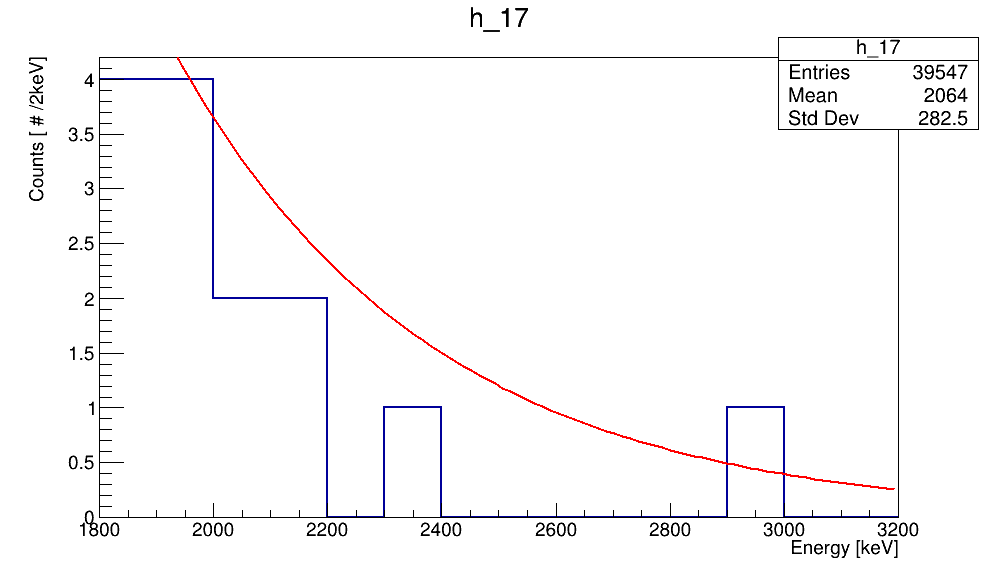 h_17
h_17
Entries 39547
Mean 2064
Std Dev 282.5
Counts [ # /2keV]
4
3.5
3
2.5
2
1.5
1
0.5
0
1800 2000 2200 2400 2600 2800 3000 3200
Energy [keV]